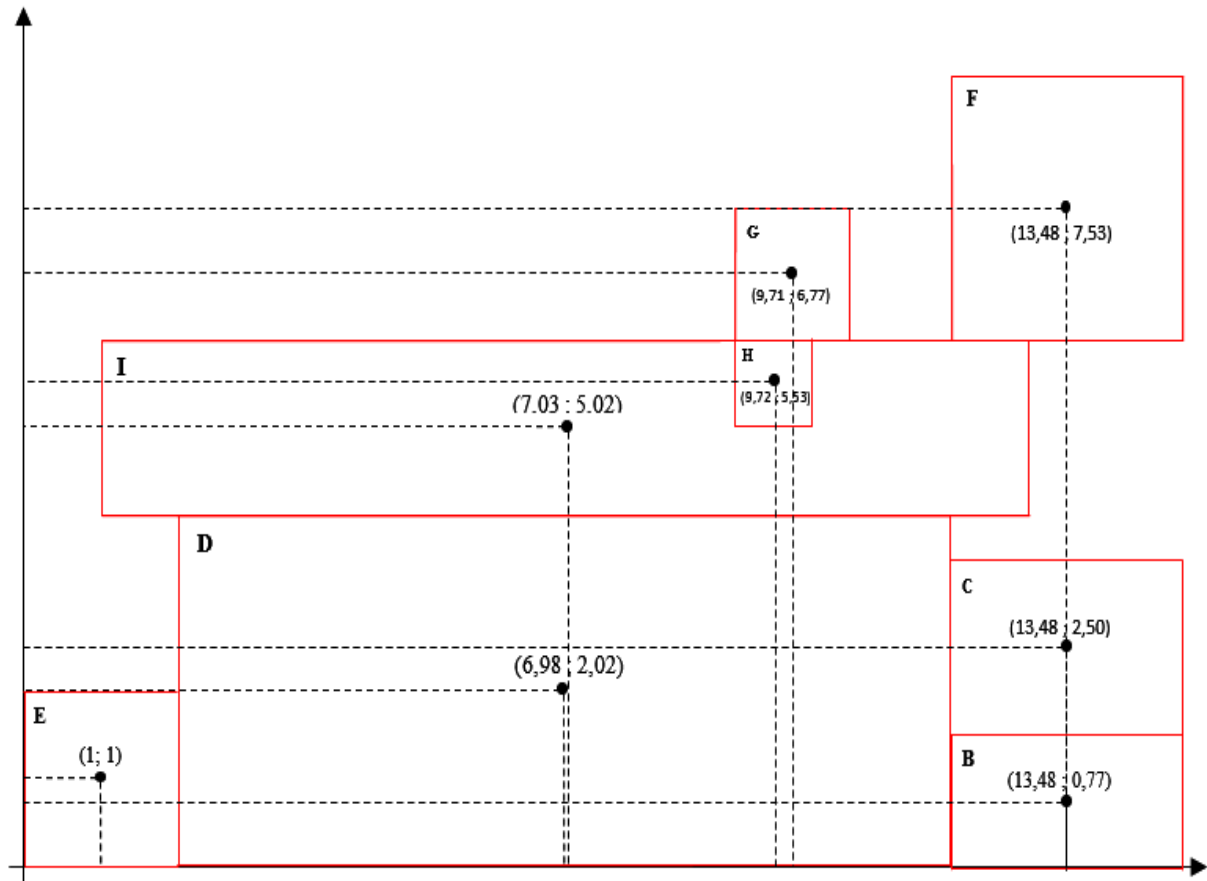 F
(13,48 ; 7,53)
G
(9,71 ; 6,77)
H
(9,72 ; 5,53)
I
(7,03 ; 5,02)
D
(6,98 ; 2,02)
C
(13,48 ; 2,50)
E
(1; 1)
B
(13,48 ; 0,77)